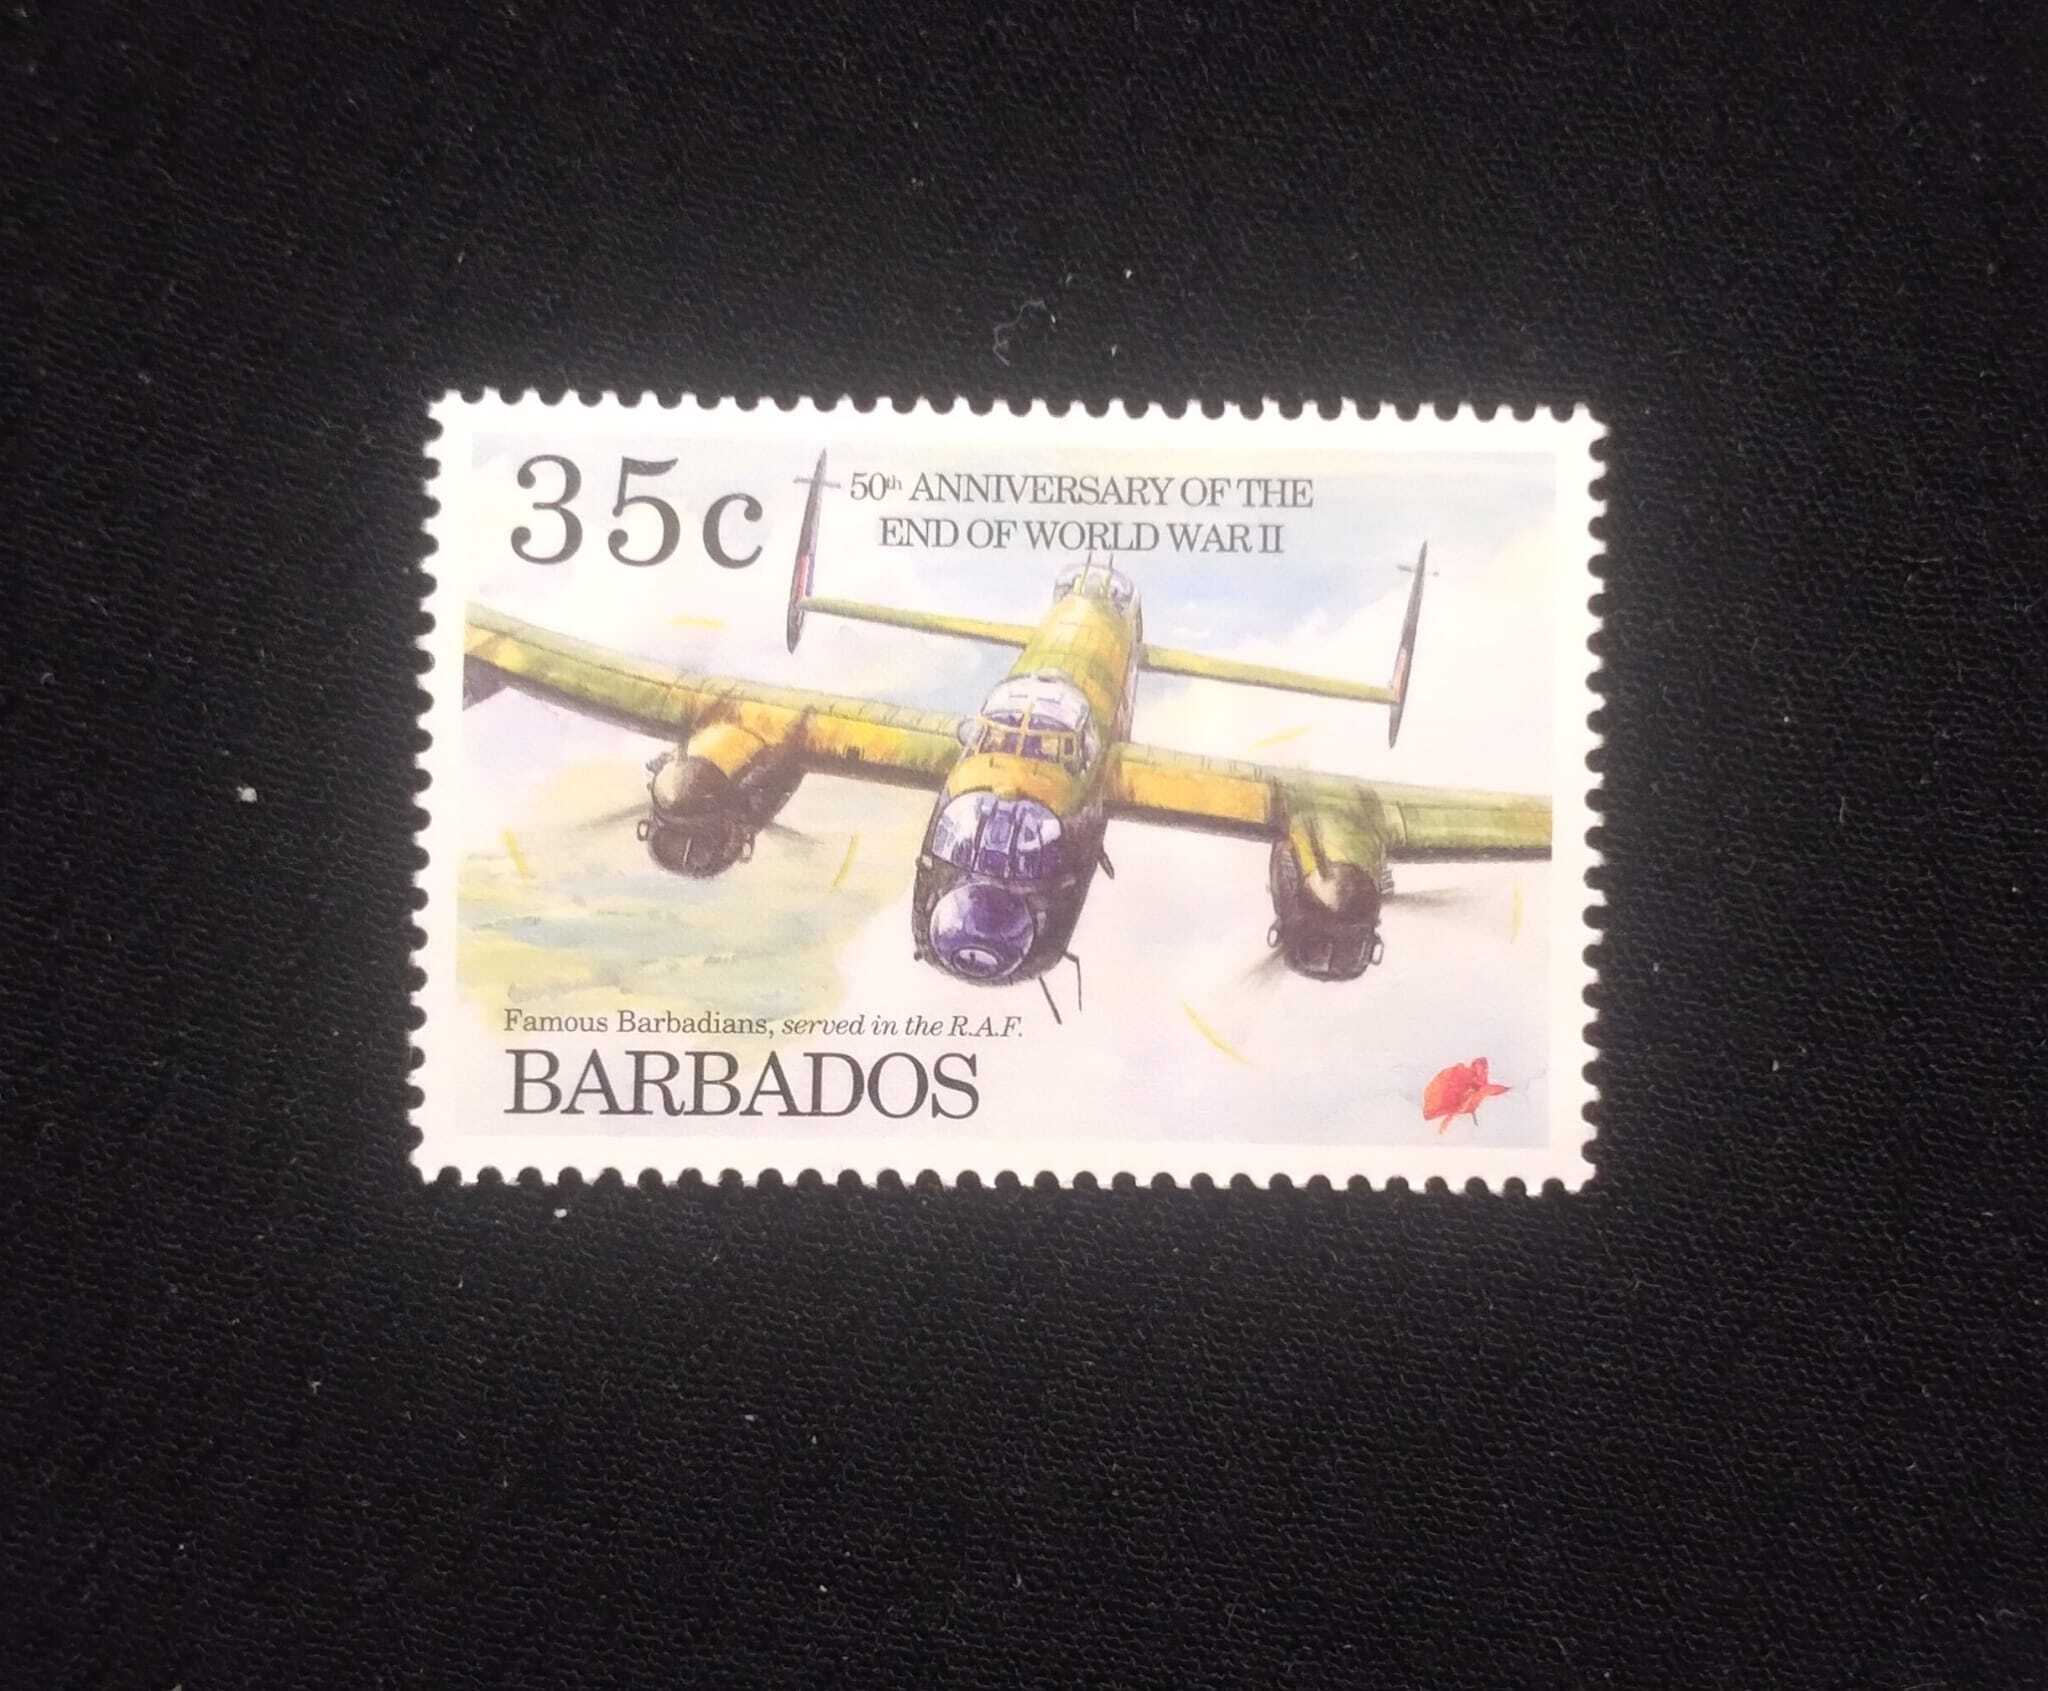 35c
50th ANNIVERSARY OF THE
END OF WORLD WAR II
Famous Barbadians, served in the R.A.F.
BARBADOS